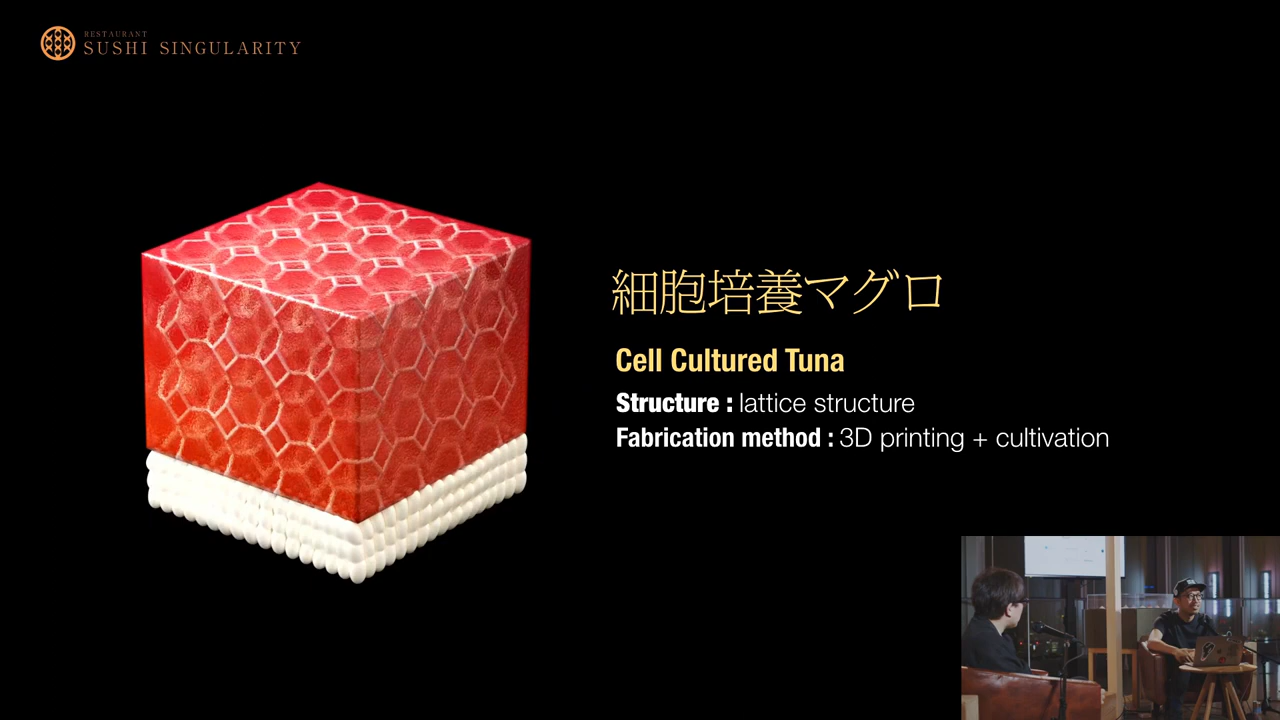 RESTAURANT
SUSHI SINGULARITY
細胞培養マグロ
Cell Cultured Tuna
Structure : lattice structure
Fabrication method : 3D printing + cultivation